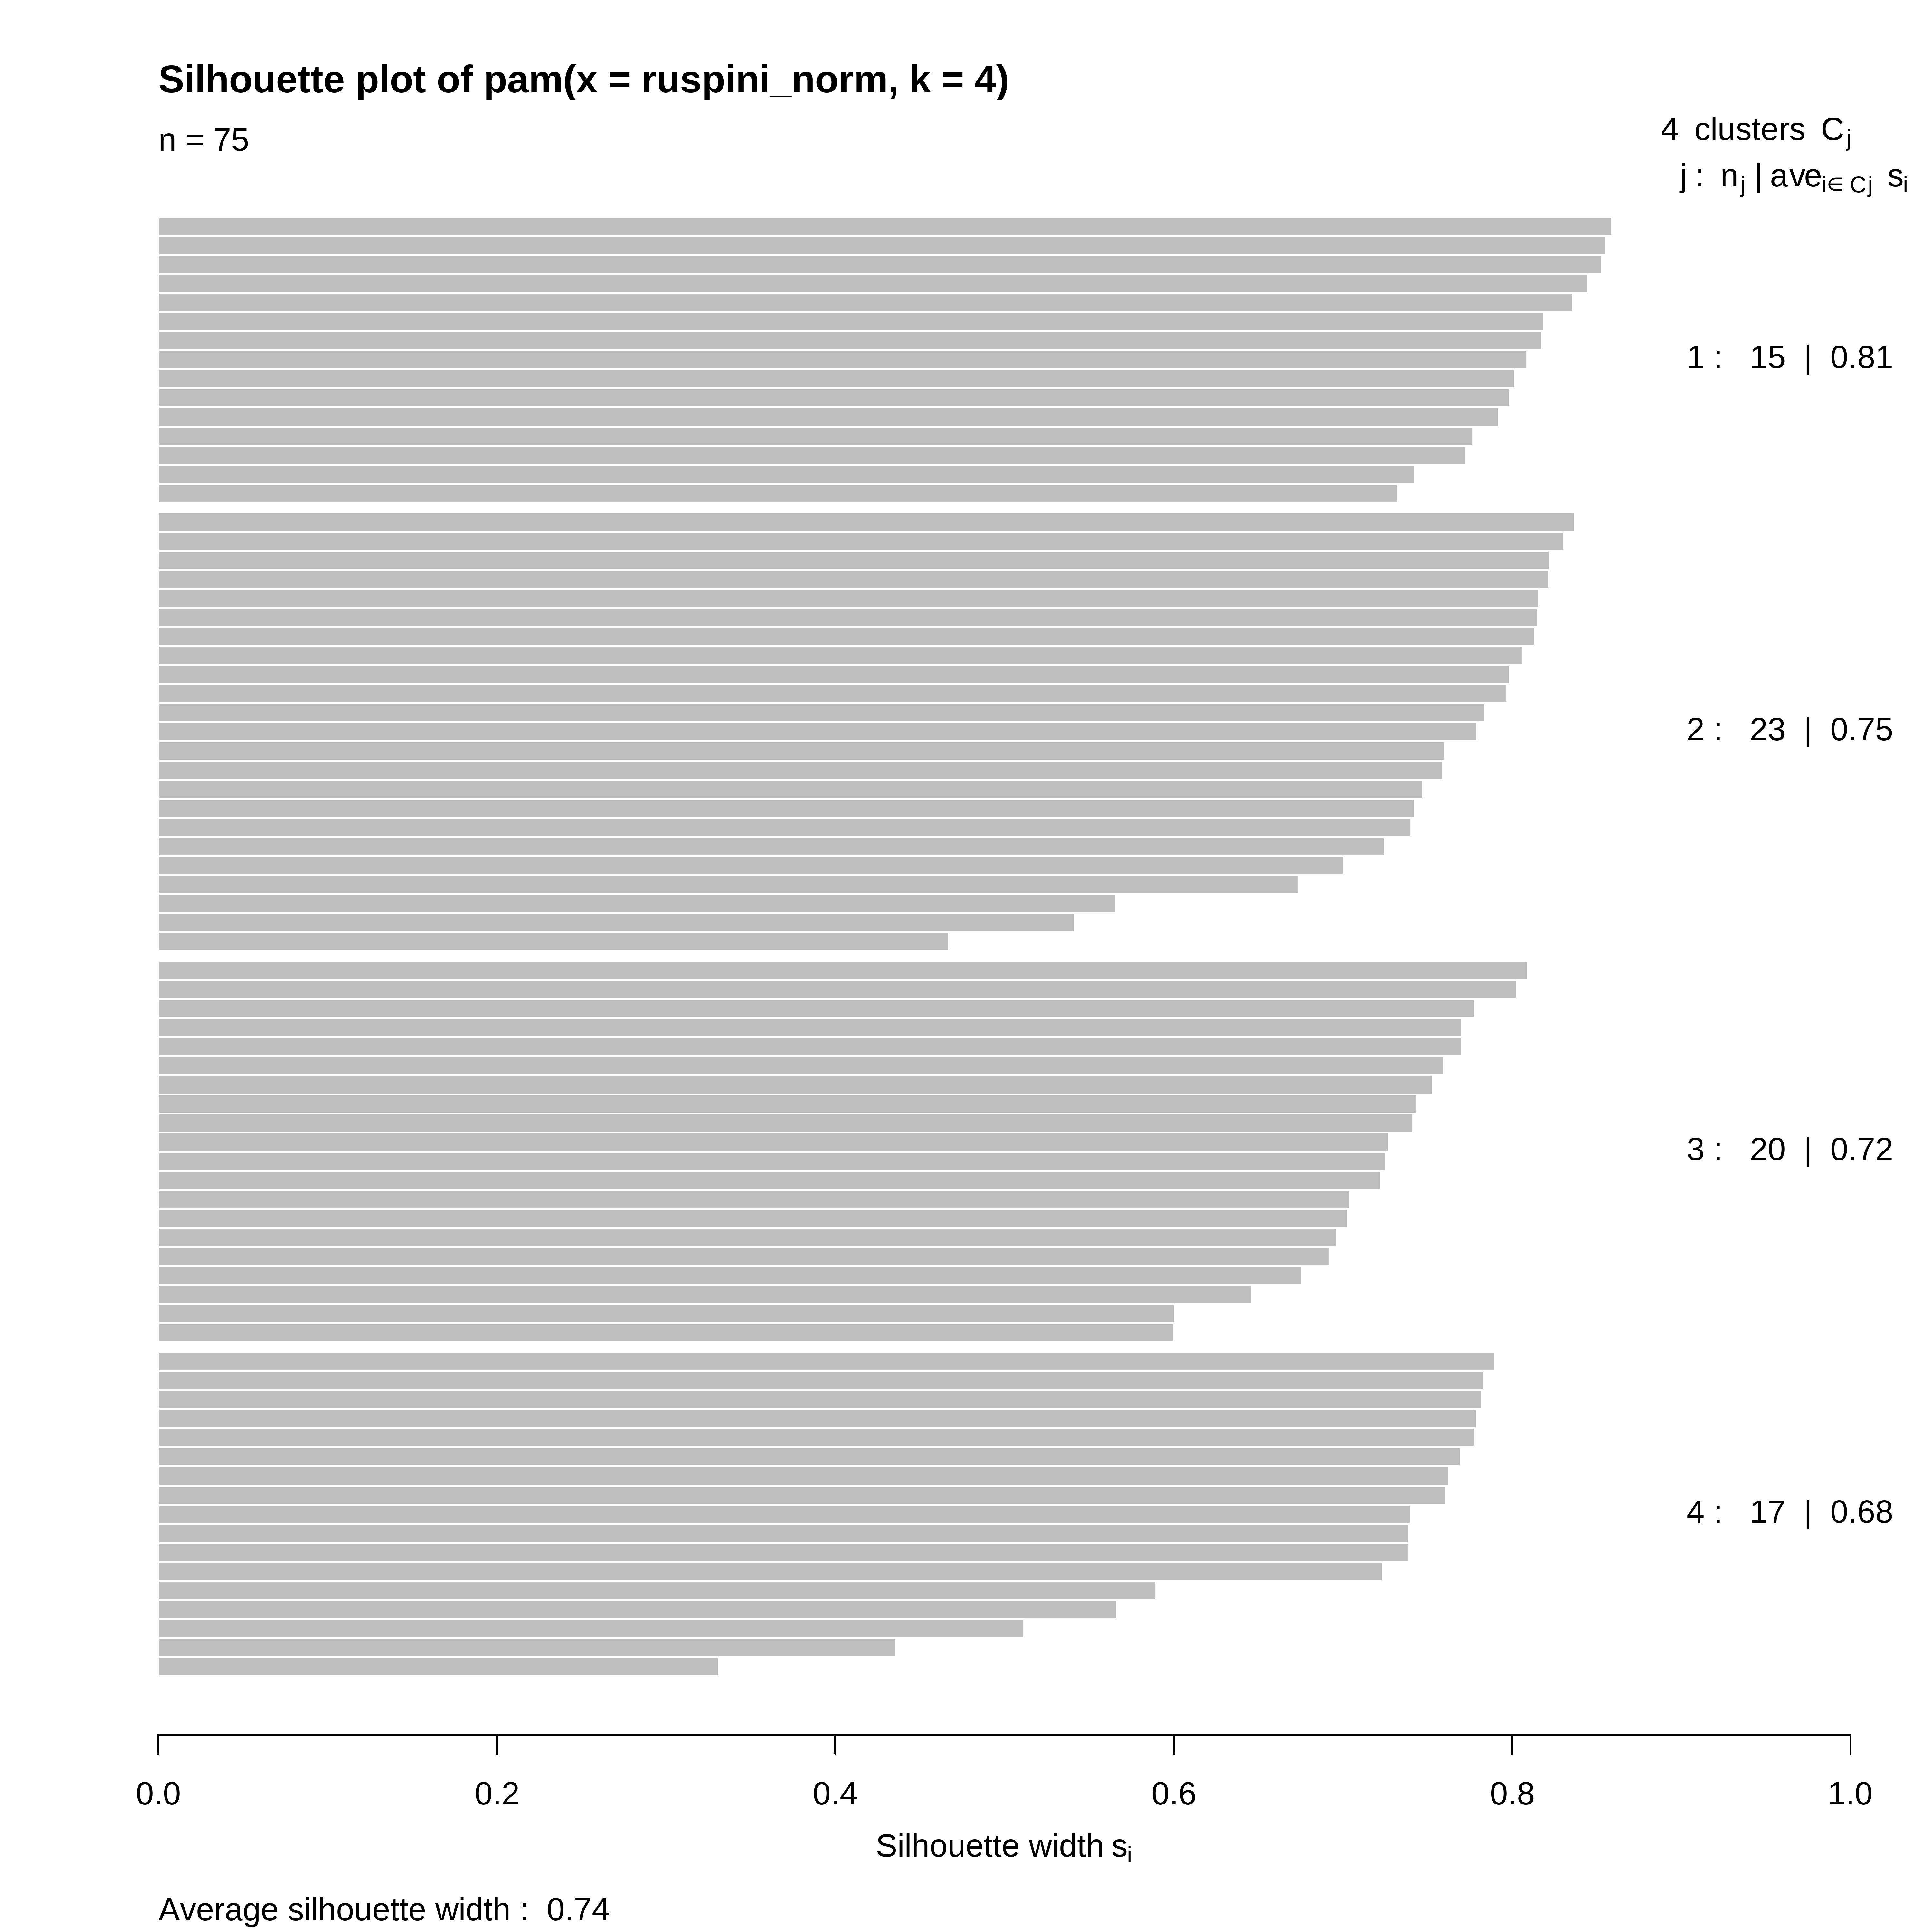 Silhouette plot of pam(x = ruspini_norm, k = 4)
n = 75
4 clusters Cj
j : nj | avei∈Cj si
1 : 15 | 0.81
2 : 23 | 0.75
3 : 20 | 0.72
4 : 17 | 0.68
0.0 0.2 0.4 0.6 0.8 1.0
Silhouette width si
Average silhouette width : 0.74